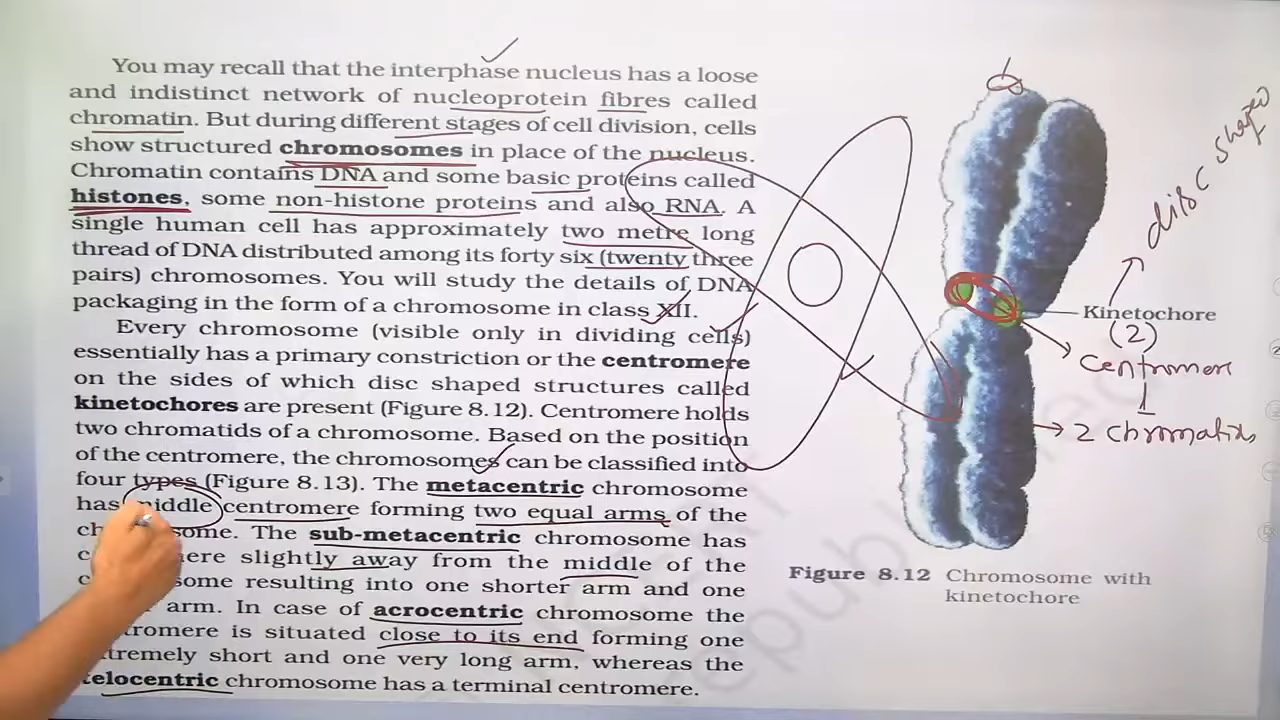 You may recall that the interphase nucleus has a loose
and indistinct network of nucleoprotein fibres called
chromatin. But during different stages of cell division, cells
show structured chromosomes in place of the nucleus.
Chromatin contains DNA and some basic proteins called
histones, some non-histone proteins and also RNA. A
single human cell has approximately two metre long
thread of DNA distributed among its forty six (twenty three
pairs) chromosomes. You will study the details of DNA
packaging in the form of a chromosome in class XII.
Every chromosome (visible only in dividing cells)
essentially has a primary constriction or the centromere
on the sides of which disc shaped structures called
kinetochores are present (Figure 8.12). Centromere holds
two chromatids of a chromosome. Based on the position
of the centromere, the chromosomes can be classified into
four types (Figure 8.13). The metacentric chromosome
has middle centromere forming two equal arms of the
The sub-metacentric chromosome has
slightly away from the middle of the
resulting into one shorter arm and one
arm. In case of acrocentric chromosome the
is situated close to its end forming one
short and one very long arm, whereas the
telocentric chromosome has a terminal centromere.
disc shaped
Kinetochore
(2)
Centromere
2 chromatids
Figure 8.12 Chromosome with
kinetochore